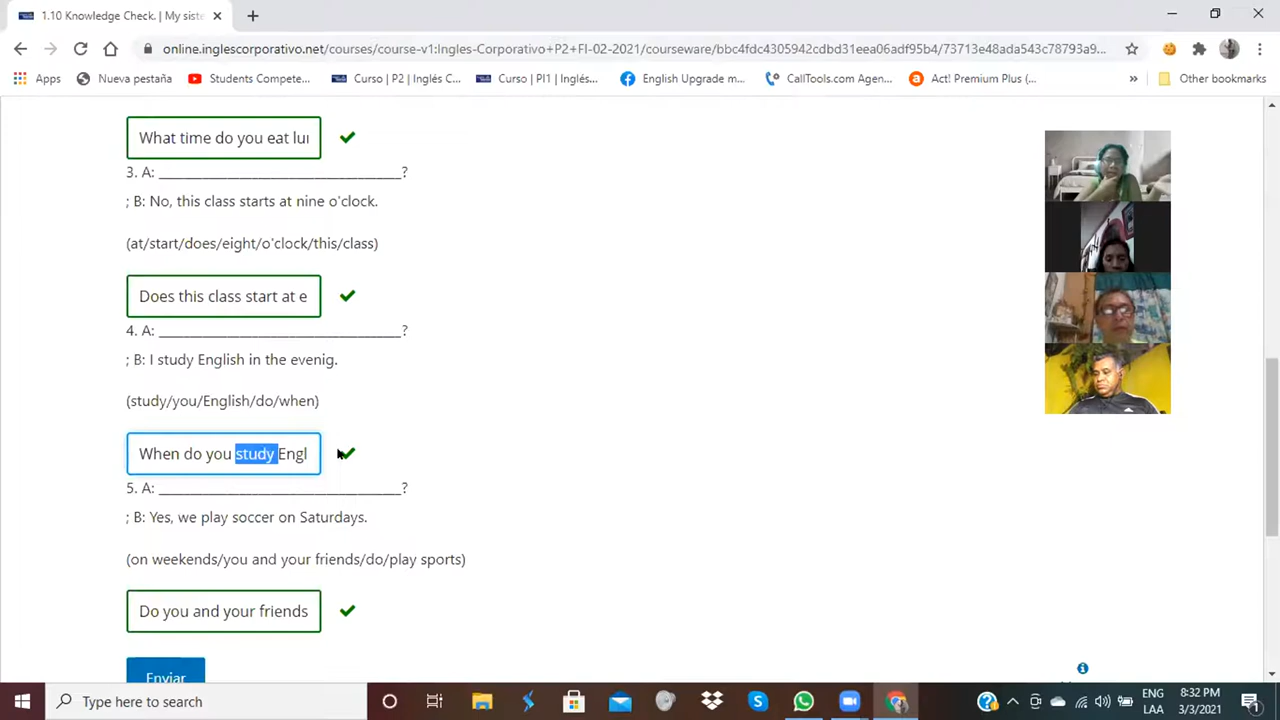 1.10 Knowledge Check. | My siste
online.inglescorporativo.net/courses/course-v1:Ingles-Corporativo+P2+FI-02-2021/courseware/bbc4fdc4305942cdbd31eea06adf95b4/73713e48ada543c78793a9...
Apps
Nueva pestaña
Students Compete...
Curso | P2 | Inglé C...
Curso | PI1 | Inglés...
English Upgrade m...
CallTools.com Agen...
Act! Premium Plus (...
»
Other bookmarks
What time do you eat lur
3. A: ______________________________?
; B: No, this class starts at nine o'clock.
(at/start/does/eight/o'clock/this/class)
Does this class start at e
4. A: ______________________________?
; B: I study English in the evenig.
(study/you/English/do/when)
When do you study Engl
5. A: ______________________________?
; B: Yes, we play soccer on Saturdays.
(on weekends/you and your friends/do/play sports)
Do you and your friends
Enviar
Type here to search
ENG
LAA
8:32 PM
3/3/2021